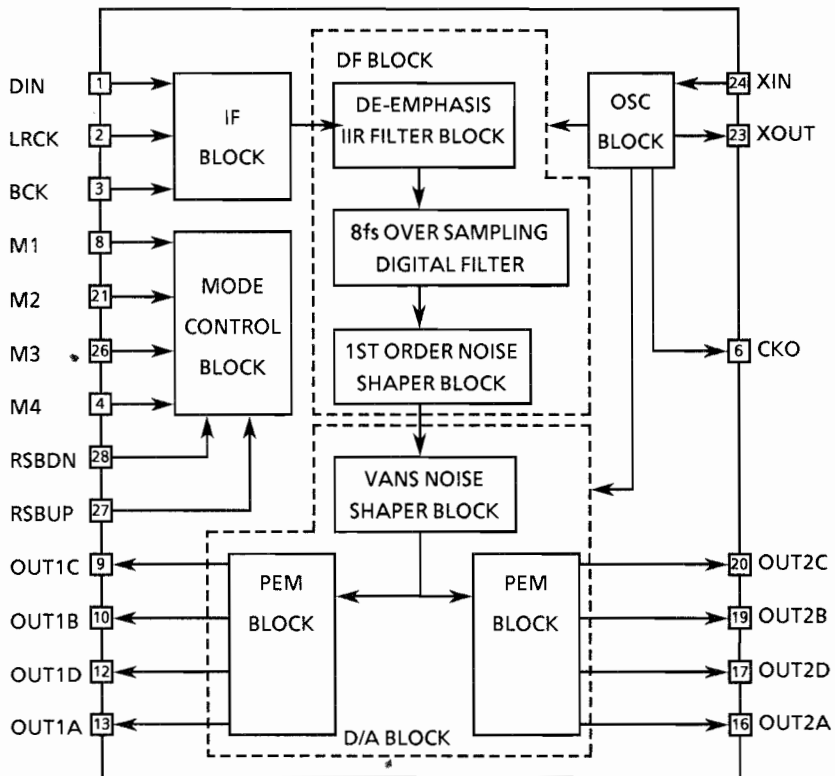 DF BLOCK
DIN 1
24 XIN
DE-EMPHASIS
IIR FILTER BLOCK
OSC
BLOCK
IF
BLOCK
LRCK 2
23 XOUT
BCK 3
M1 8
8fs OVER SAMPLING
DIGITAL FILTER
MODE
CONTROL
BLOCK
M2 21
M3 26
1ST ORDER NOISE
SHAPER BLOCK
6 CKO
M4 4
RSBDN 28
VANS NOISE
SHAPER BLOCK
RSBUP 27
OUT1C 9
PEM
BLOCK
PEM
BLOCK
20 OUT2C
OUT1B 10
19 OUT2B
OUT1D 12
17 OUT2D
OUT1A 13
16 OUT2A
D/A BLOCK